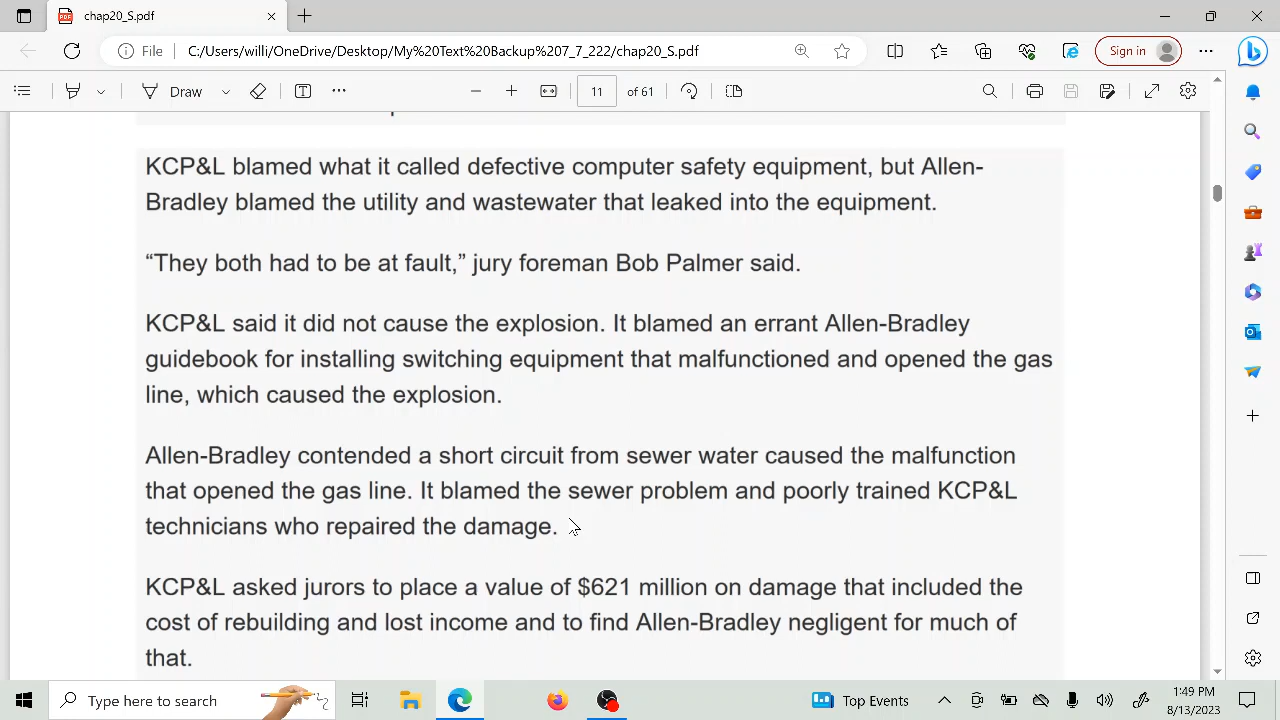 chap20_S.pdf
File
C:/Users/willi/OneDrive/Desktop/My%20Text%20Backup%207_7_222/chap20_S.pdf
Sign in
Draw
11 of 61
KCP&L blamed what it called defective computer safety equipment, but Allen-
Bradley blamed the utility and wastewater that leaked into the equipment.
“They both had to be at fault,” jury foreman Bob Palmer said.
KCP&L said it did not cause the explosion. It blamed an errant Allen-Bradley
guidebook for installing switching equipment that malfunctioned and opened the gas
line, which caused the explosion.
Allen-Bradley contended a short circuit from sewer water caused the malfunction
that opened the gas line. It blamed the sewer problem and poorly trained KCP&L
technicians who repaired the damage.
KCP&L asked jurors to place a value of $621 million on damage that included the
cost of rebuilding and lost income and to find Allen-Bradley negligent for much of
that.
Type here to search
Top Events
1:49 PM
8/13/2023